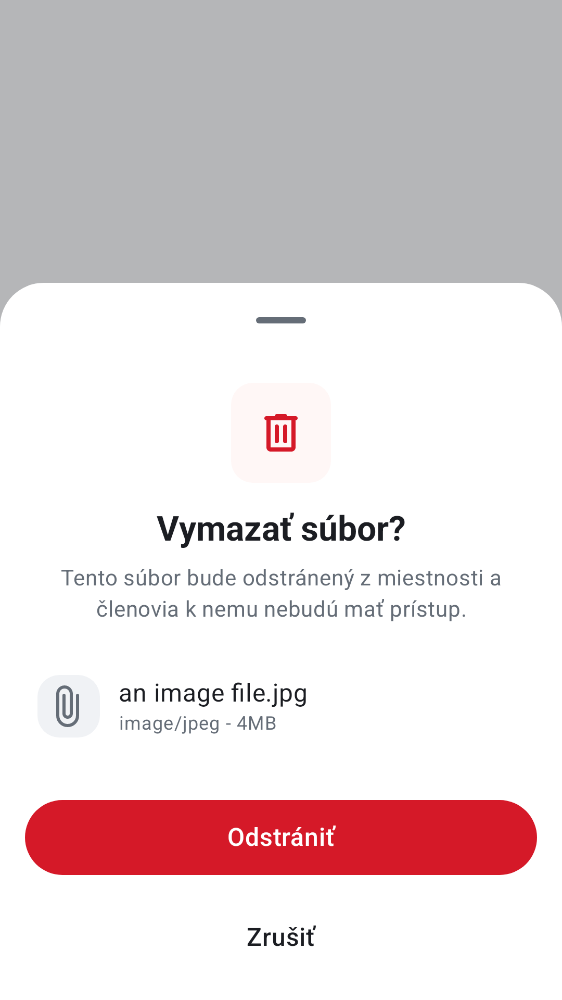 Vymazať súbor?
Tento súbor bude odstránený z miestnosti a
členovia k nemu nebudú mať prístup.
an image file.jpg
image/jpeg - 4MB
Odstrániť
Zrušiť